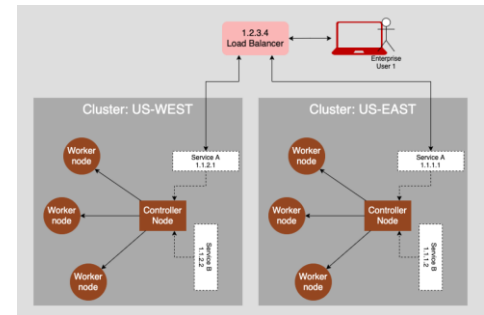 1.2.3.4
Load Balancer
Enterprise
User 1
Cluster: US-WEST
Cluster: US-EAST
Worker
node
Service A
1.1.2.1
Worker
node
Service A
1.1.1.1
Worker
node
Controller
Node
Worker
node
Controller
Node
Service B
1.1.2.2
Service B
1.1.1.2
Worker
node
Worker
node